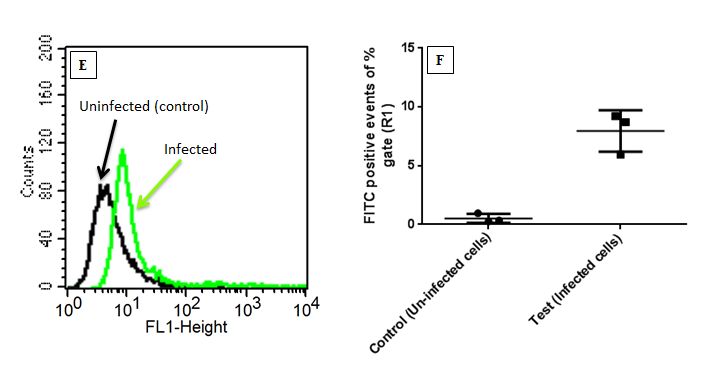 E
200
160
120
80
40
0
Counts
Uninfected (control)
Infected
10^0 10^1 10^2 10^3 10^4
FL1-Height
F
15
10
5
0
FITC positive events of %
gate (R1)
Control (Un-infected cells)
Test (Infected cells)